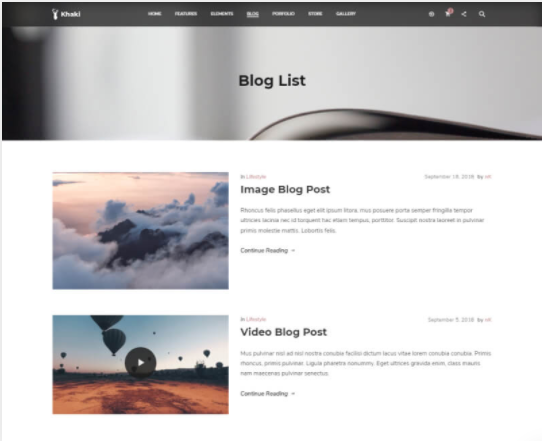 Khaki
HOME FEATURES ELEMENTS BLOG PORTFOLIO STORE GALLERY
Blog List
In Lifestyle
September 18, 2018 by nK
Image Blog Post
Rhoncus felis phasellus eget elit ipsum litora, mus posuere porta semper fringilla tempor
ultricies lacinia nec id torquent hac etiam tempus, porttitor. Suscipit nostra laoreet in pulvinar
primis molestie mattis. Lobortis felis.
Continue Reading
In Lifestyle
September 5, 2018 by nK
Video Blog Post
Mus pulvinar nisl ad nisl nostra conubia facilisi dictum lacus vitae lorem conubia conubia. Primis
rhoncus, primis pulvinar. Ligula pharetra nonummy. Eget ultrices gravida enim, class mauris
nam maecenas pulvinar senectus.
Continue Reading